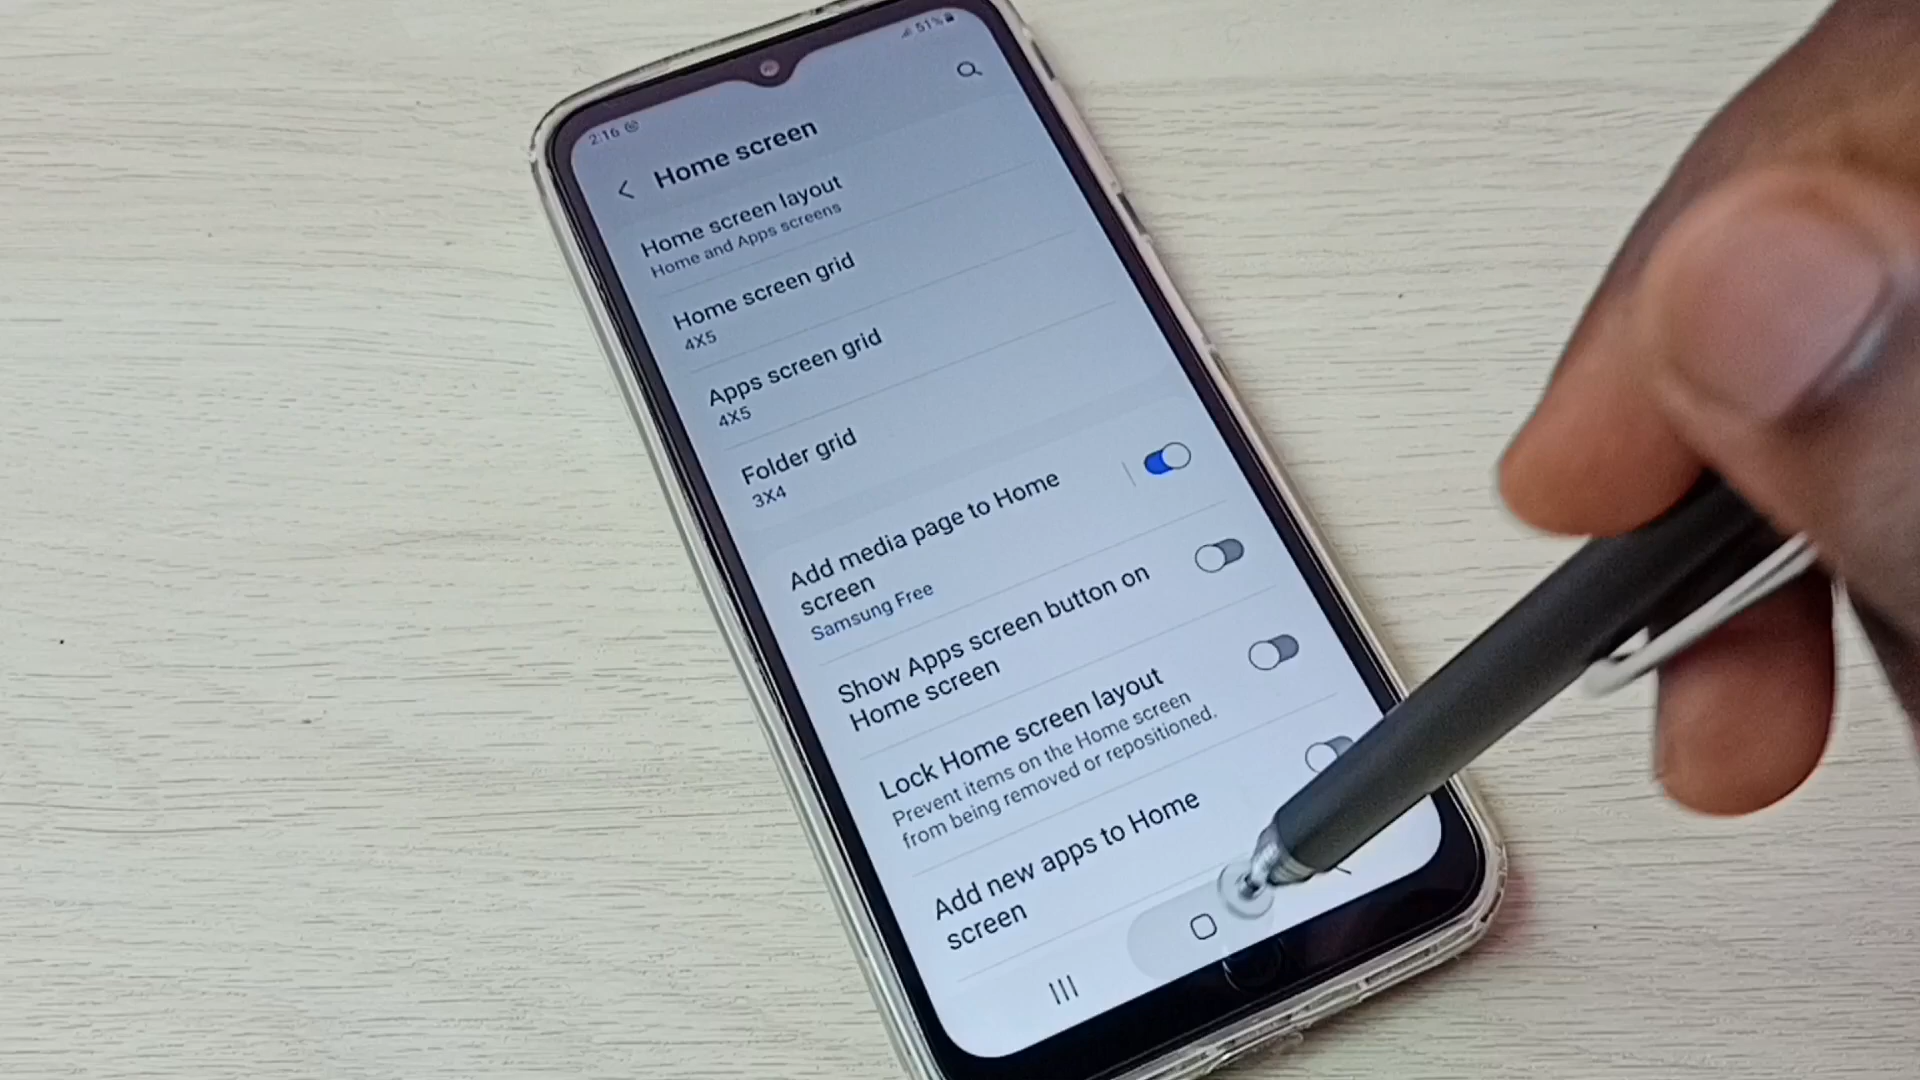 2:16
51%
Home screen
Home screen layout
Home and Apps screens
Home screen grid
4X5
Apps screen grid
4X5
Folder grid
3X4
Add media page to Home
screen
Samsung Free
Show Apps screen button on
Home screen
Lock Home screen layout
Prevent items on the Home screen
from being removed or repositioned.
Add new apps to Home
screen